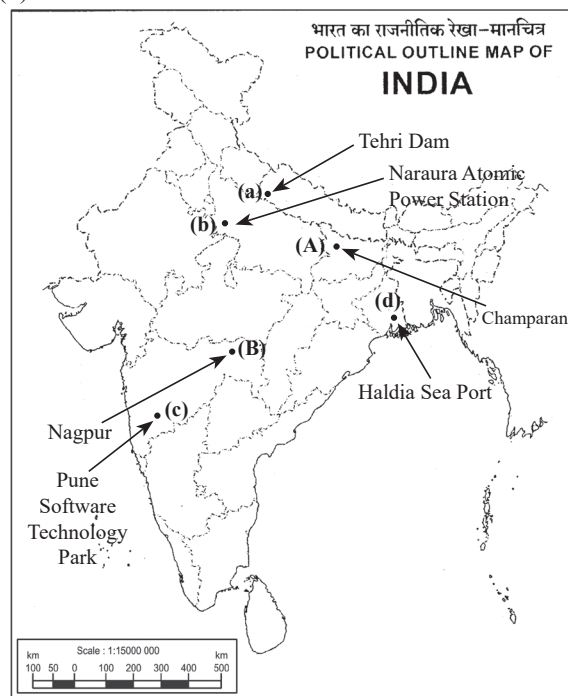 भारत का राजनीतिक रेखा–मानचित्र
POLITICAL OUTLINE MAP OF
INDIA
Tehri Dam
(a)
Naraura Atomic
Power Station
(b)
(A)
(d)
Champaran
(B)
Haldia Sea Port
(c)
Nagpur
Pune
Software
Technology
Park
Scale : 1:15000 000
km
km
100 50 0 100 200 300 400 500